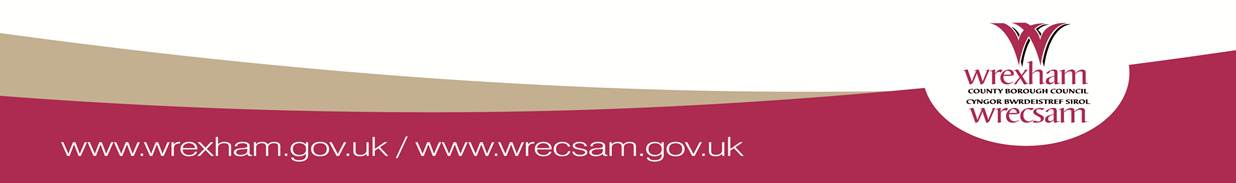 wrexham
COUNTY BOROUGH COUNCIL
CYNGOR BWRDEISTREF SIROL
wrecsam
www.wrexham.gov.uk / www.wrecsam.gov.uk